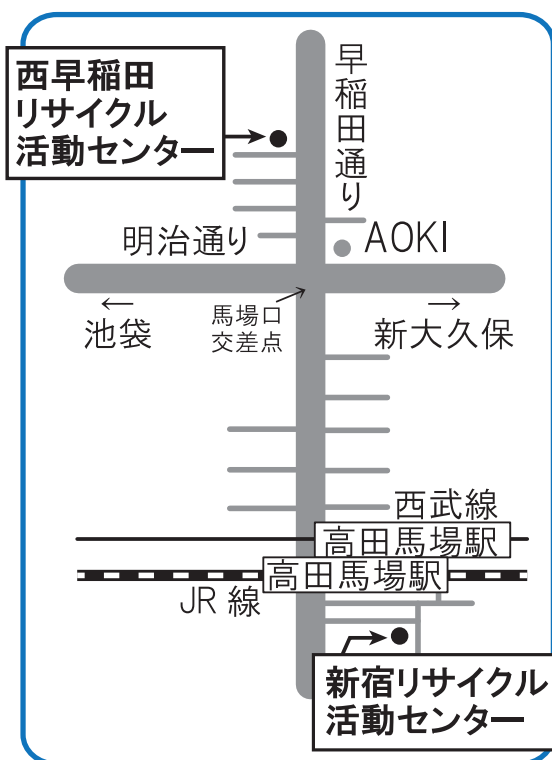 西早稲田
リサイクル
活動センター
早稲田通り
明治通り
AOKI
←
池袋
馬場口
交差点
→
新大久保
西武線
高田馬場駅
高田馬場駅
JR 線
新宿リサイクル
活動センター